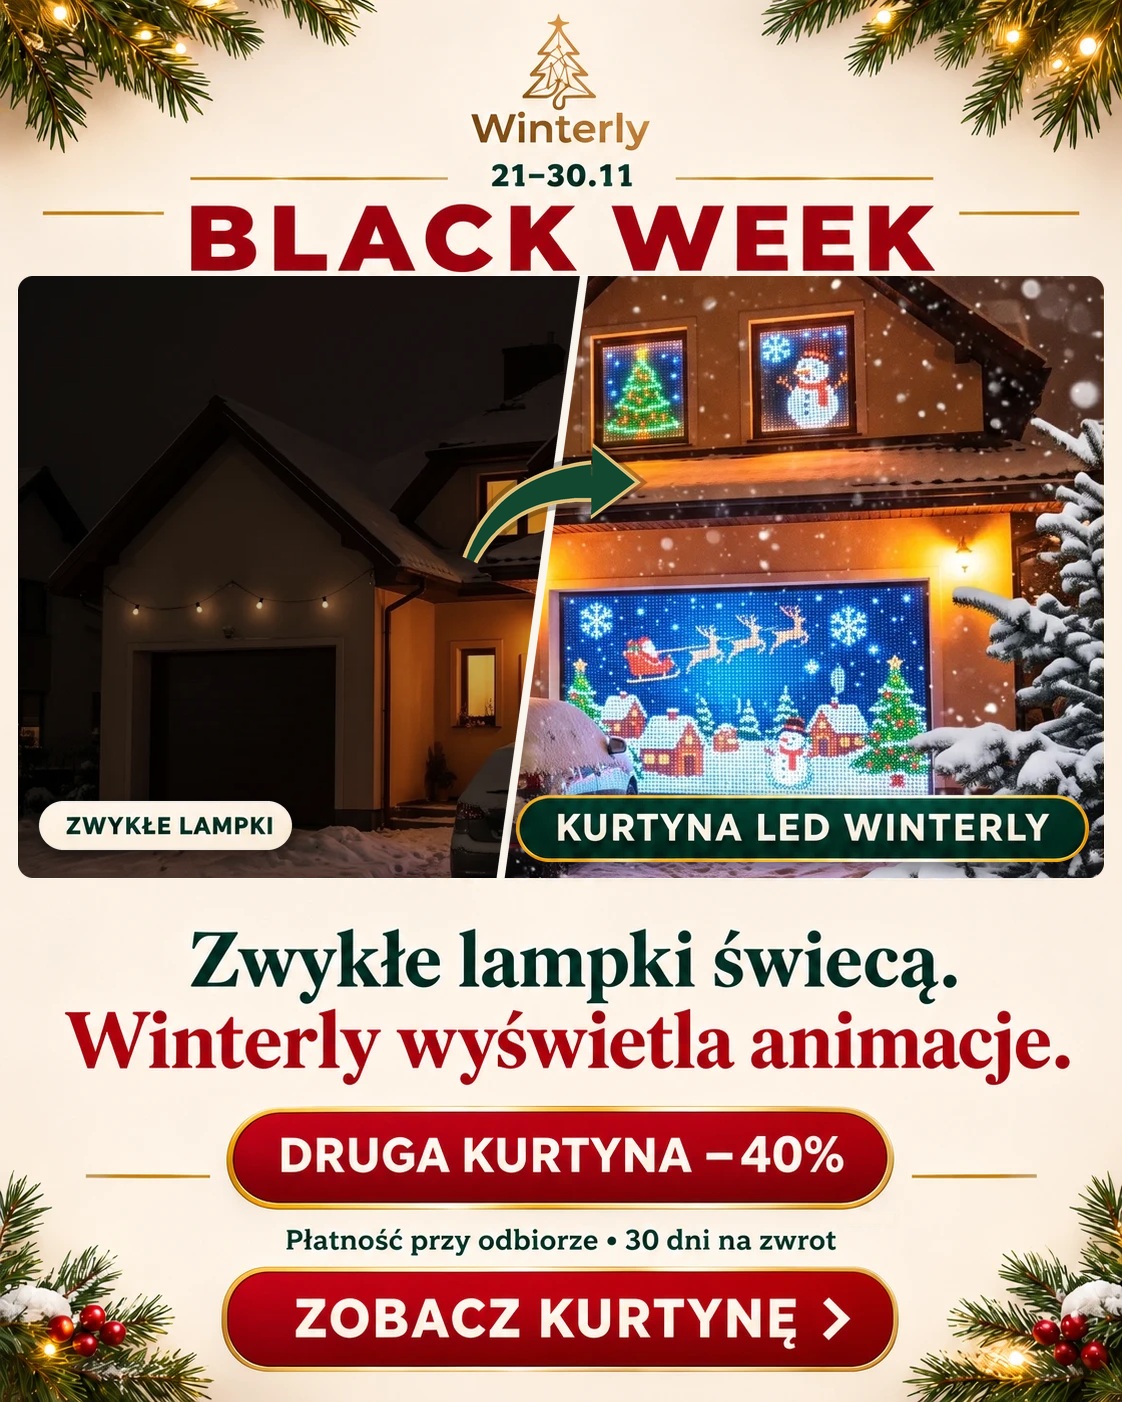 Winterly
21–30.11
BLACK WEEK
ZWYKŁE LAMPKI
KURTYNA LED WINTERLY
Zwykłe lampki świecą.
Winterly wyświetla animacje.
DRUGA KURTYNA –40%
Płatność przy odbiorze • 30 dni na zwrot
ZOBACZ KURTYNĘ >